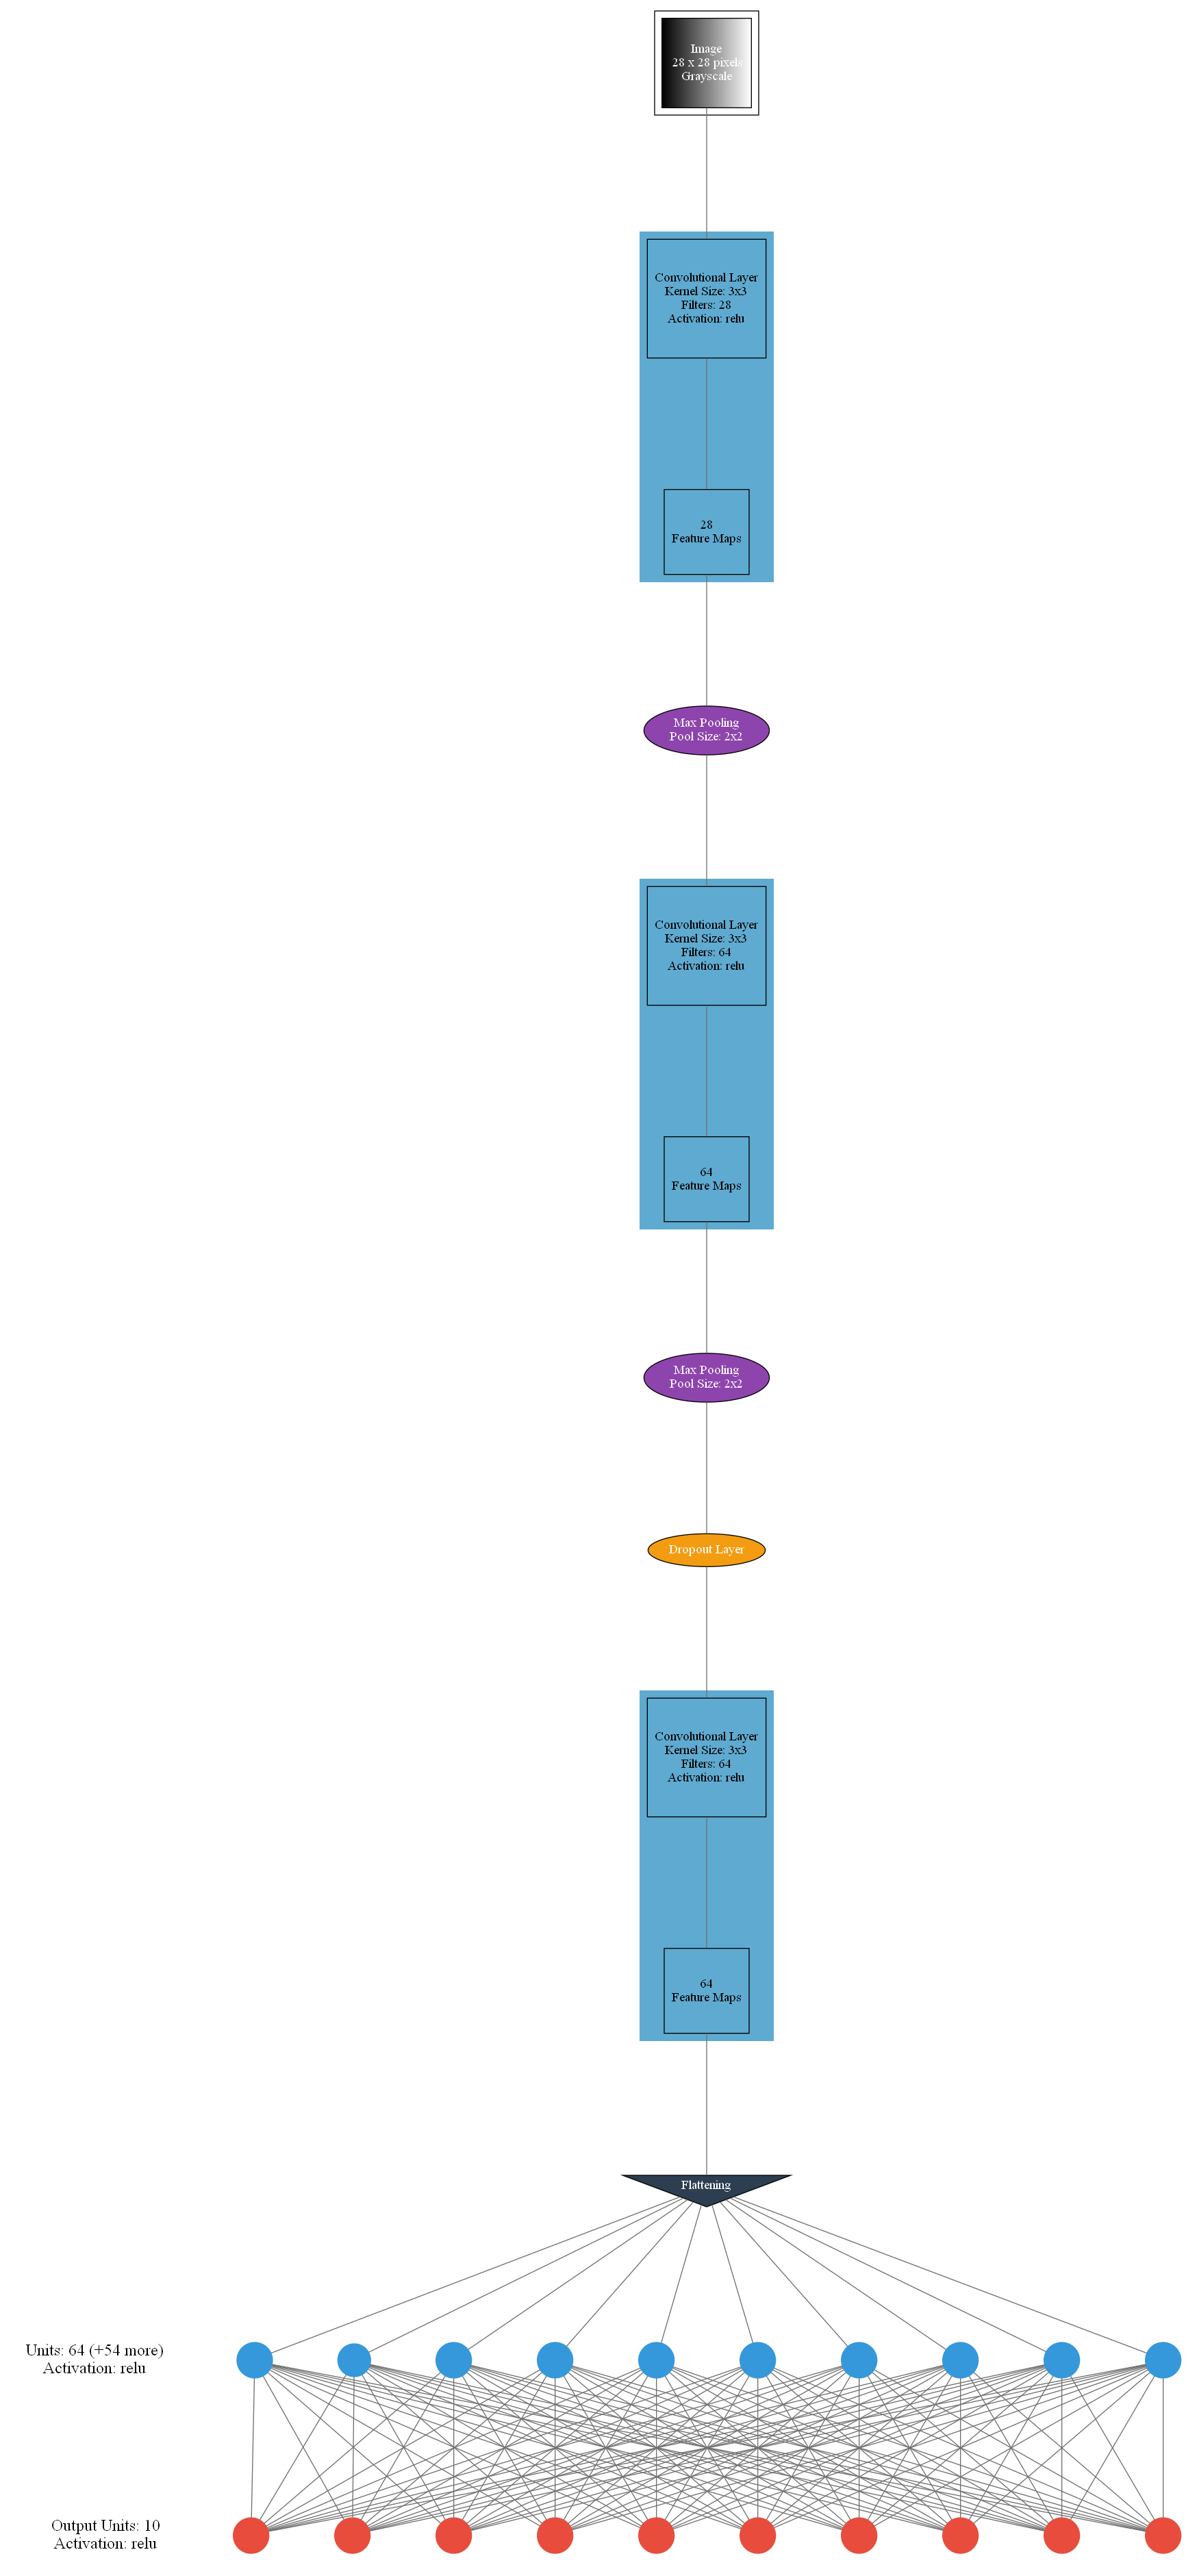 Image
28 x 28 pixels
Grayscale
Convolutional Layer
Kernel Size: 3x3
Filters: 28
Activation: relu
28
Feature Maps
Max Pooling
Pool Size: 2x2
Convolutional Layer
Kernel Size: 3x3
Filters: 64
Activation: relu
64
Feature Maps
Max Pooling
Pool Size: 2x2
Dropout Layer
Convolutional Layer
Kernel Size: 3x3
Filters: 64
Activation: relu
64
Feature Maps
Flattening
Units: 64 (+54 more)
Activation: relu
Output Units: 10
Activation: relu